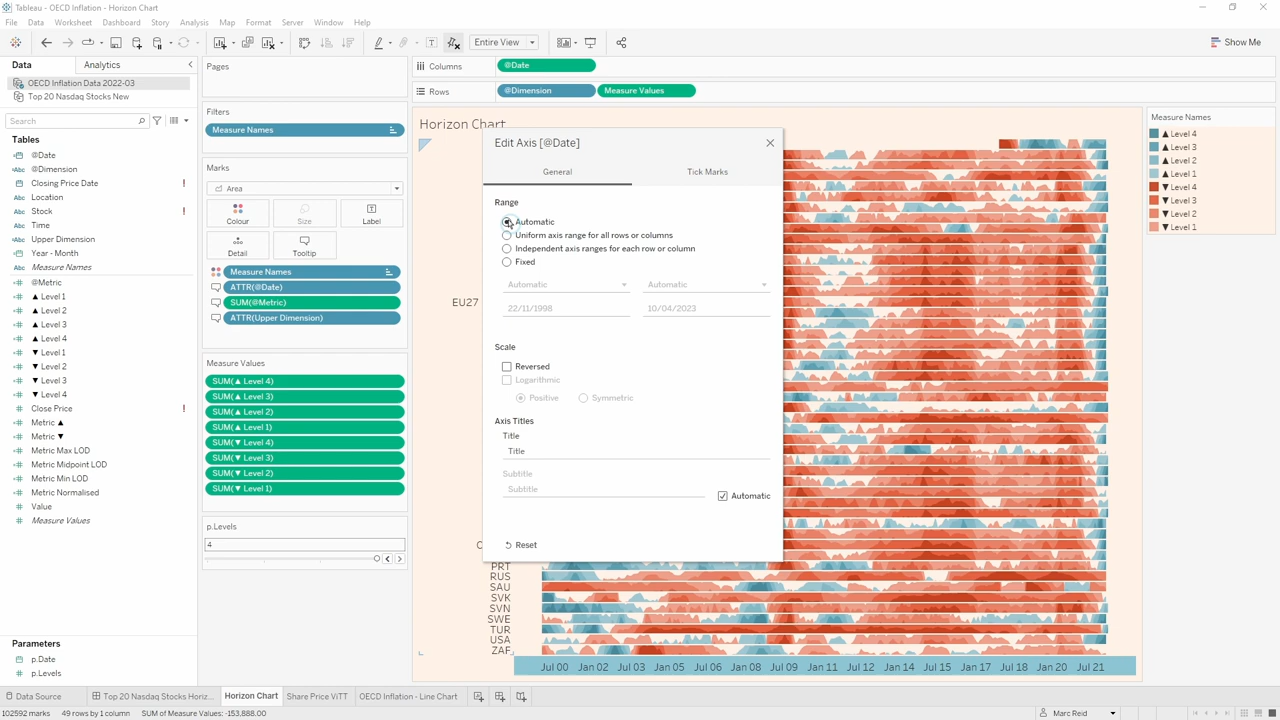 Tableau - OECD Inflation - Horizon Chart
File Data Worksheet Dashboard Story Analysis Map Format Server Window Help
Entire View
Show Me
Data Analytics
OECD Inflation Data 2022-03
Top 20 Nasdaq Stocks New
Search
Tables
@Date
Abc @Dimension
Closing Price Date !
Abc Location
Abc Stock !
Abc Time
Abc Upper Dimension
Abc Year - Month
Abc Measure Names
@Metric
▲ Level 1
▲ Level 2
▲ Level 3
▲ Level 4
▼ Level 1
▼ Level 2
▼ Level 3
▼ Level 4
Close Price !
Metric ▲
Metric ▼
Metric Max LOD
Metric Midpoint LOD
Metric Min LOD
Metric Normalised
Value
Measure Values
Parameters
p.Date
p.Levels
Pages
Filters
Measure Names
Marks
Area
Colour Size Label
Detail Tooltip
Measure Names
ATTR(@Date)
SUM(@Metric)
ATTR(Upper Dimension)
Measure Values
SUM(▲ Level 4)
SUM(▲ Level 3)
SUM(▲ Level 2)
SUM(▲ Level 1)
SUM(▼ Level 4)
SUM(▼ Level 3)
SUM(▼ Level 2)
SUM(▼ Level 1)
p.Levels
4
Columns @Date
Rows @Dimension Measure Values
Horizon Chart
EU27
PRT
RUS
SAU
SVK
SVN
SWE
TUR
USA
ZAF
Jul 00 Jan 02 Jul 03 Jan 05 Jul 06 Jan 08 Jul 09 Jan 11 Jul 12 Jan 14 Jul 15 Jan 17 Jul 18 Jan 20 Jul 21
Edit Axis [@Date]
General Tick Marks
Range
Automatic
Uniform axis range for all rows or columns
Independent axis ranges for each row or column
Fixed
Automatic Automatic
22/11/1998 10/04/2023
Scale
Reversed
Logarithmic
Positive Symmetric
Axis Titles
Title
Title
Subtitle
Subtitle
Automatic
Reset
Measure Names
▲ Level 4
▲ Level 3
▲ Level 2
▲ Level 1
▼ Level 4
▼ Level 3
▼ Level 2
▼ Level 1
Data Source Top 20 Nasdaq Stocks Horiz... Horizon Chart Share Price ViTT OECD Inflation - Line Chart
102592 marks 49 rows by 1 column SUM of Measure Values: -153,888.00 Marc Reid